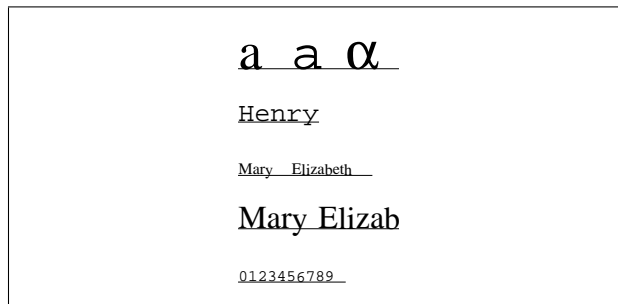 a a α
Henry
Mary Elizabeth
Mary Elizab
0123456789